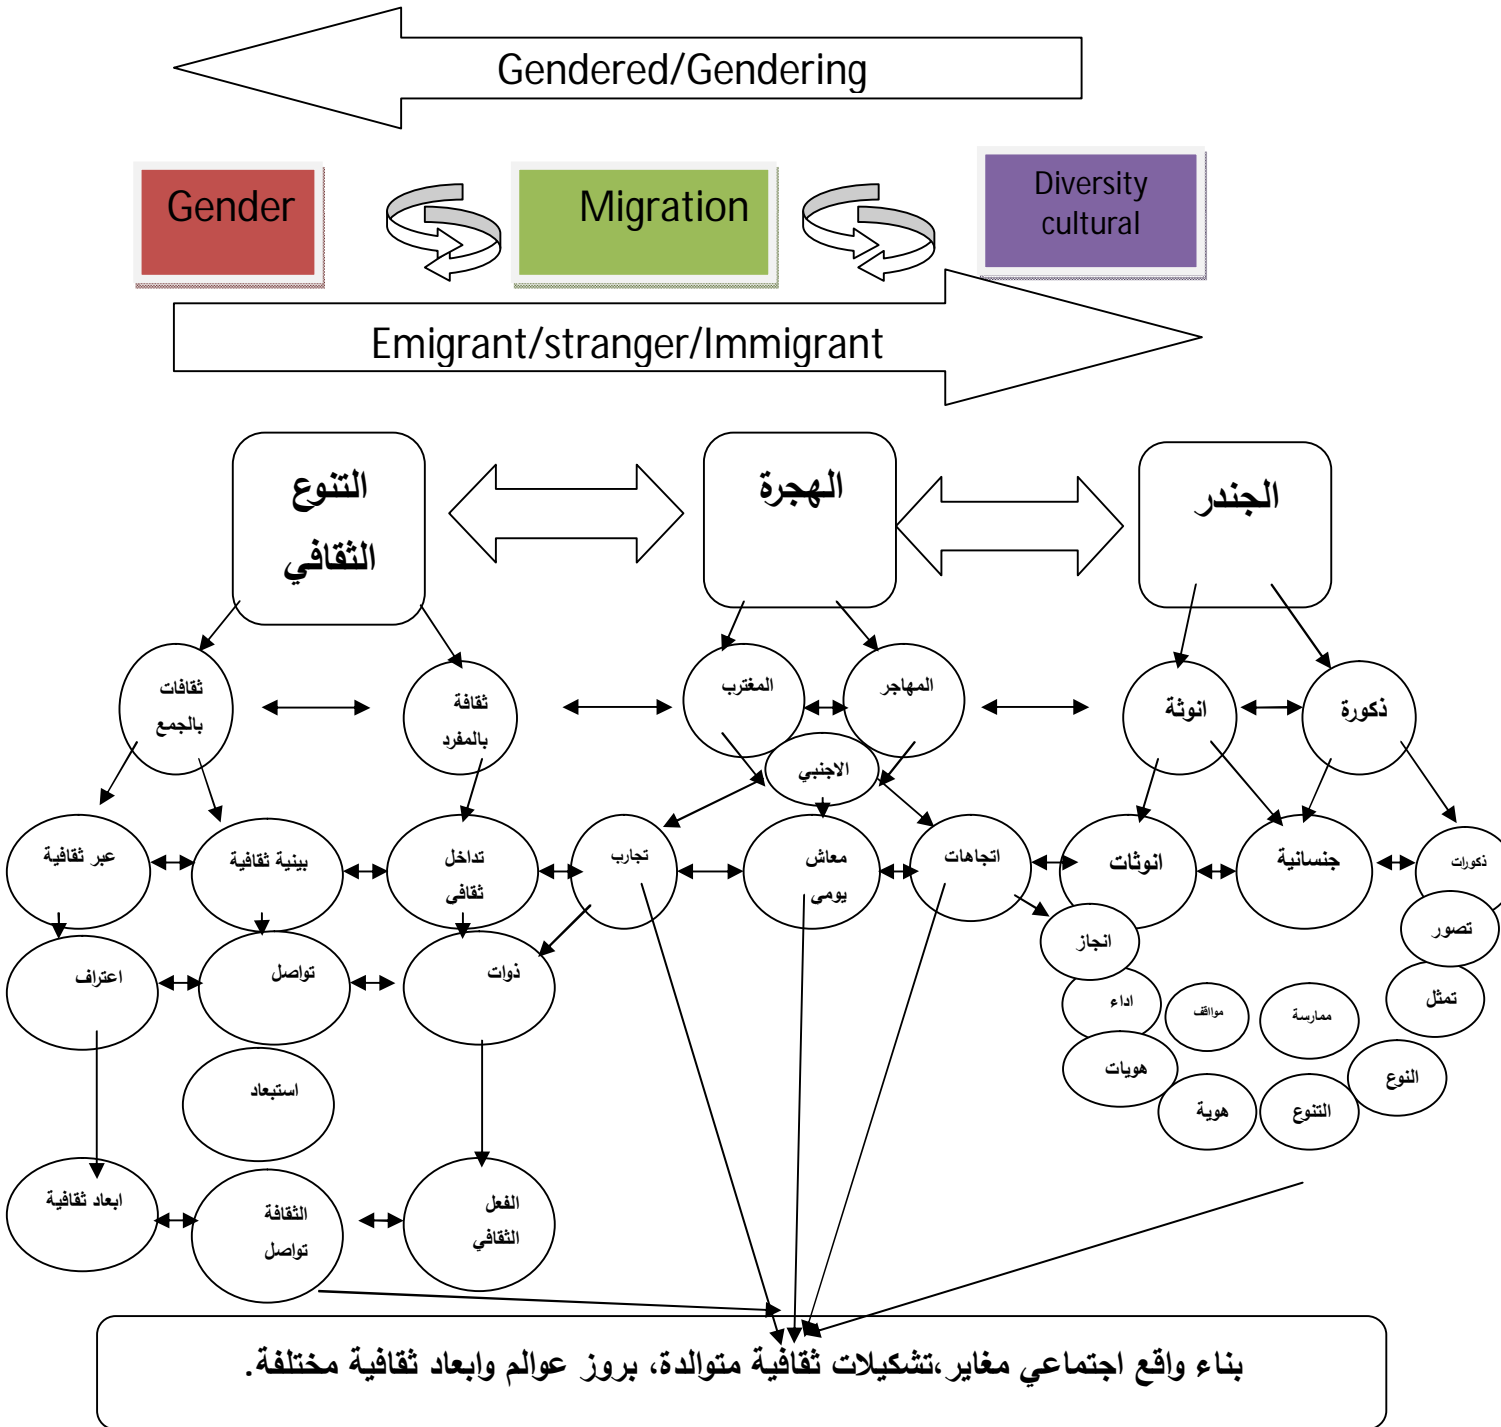 Gendered/Gendering
Gender
Migration
Diversity
cultural
Emigrant/stranger/Immigrant
الجندر
الهجرة
التنوع
الثقافي
ذكورة
انوثة
المهاجر
المغترب
الاجنبي
ثقافة
بالمفرد
ثقافات
بالجمع
ذكورات
جنسانية
انوثات
اتجاهات
معاش
يومي
تجارب
تداخل
ثقافي
بينية ثقافية
عبر ثقافية
تصور
تمثل
النوع
التنوع
هوية
هويات
اداء
انجاز
مواقف
ممارسة
ذوات
تواصل
اعتراف
استبعاد
الفعل
الثقافي
الثقافة
تواصل
ابعاد ثقافية
بناء واقع اجتماعي مغاير،تشكيلات ثقافية متوالدة، بروز عوالم وابعاد ثقافية مختلفة.